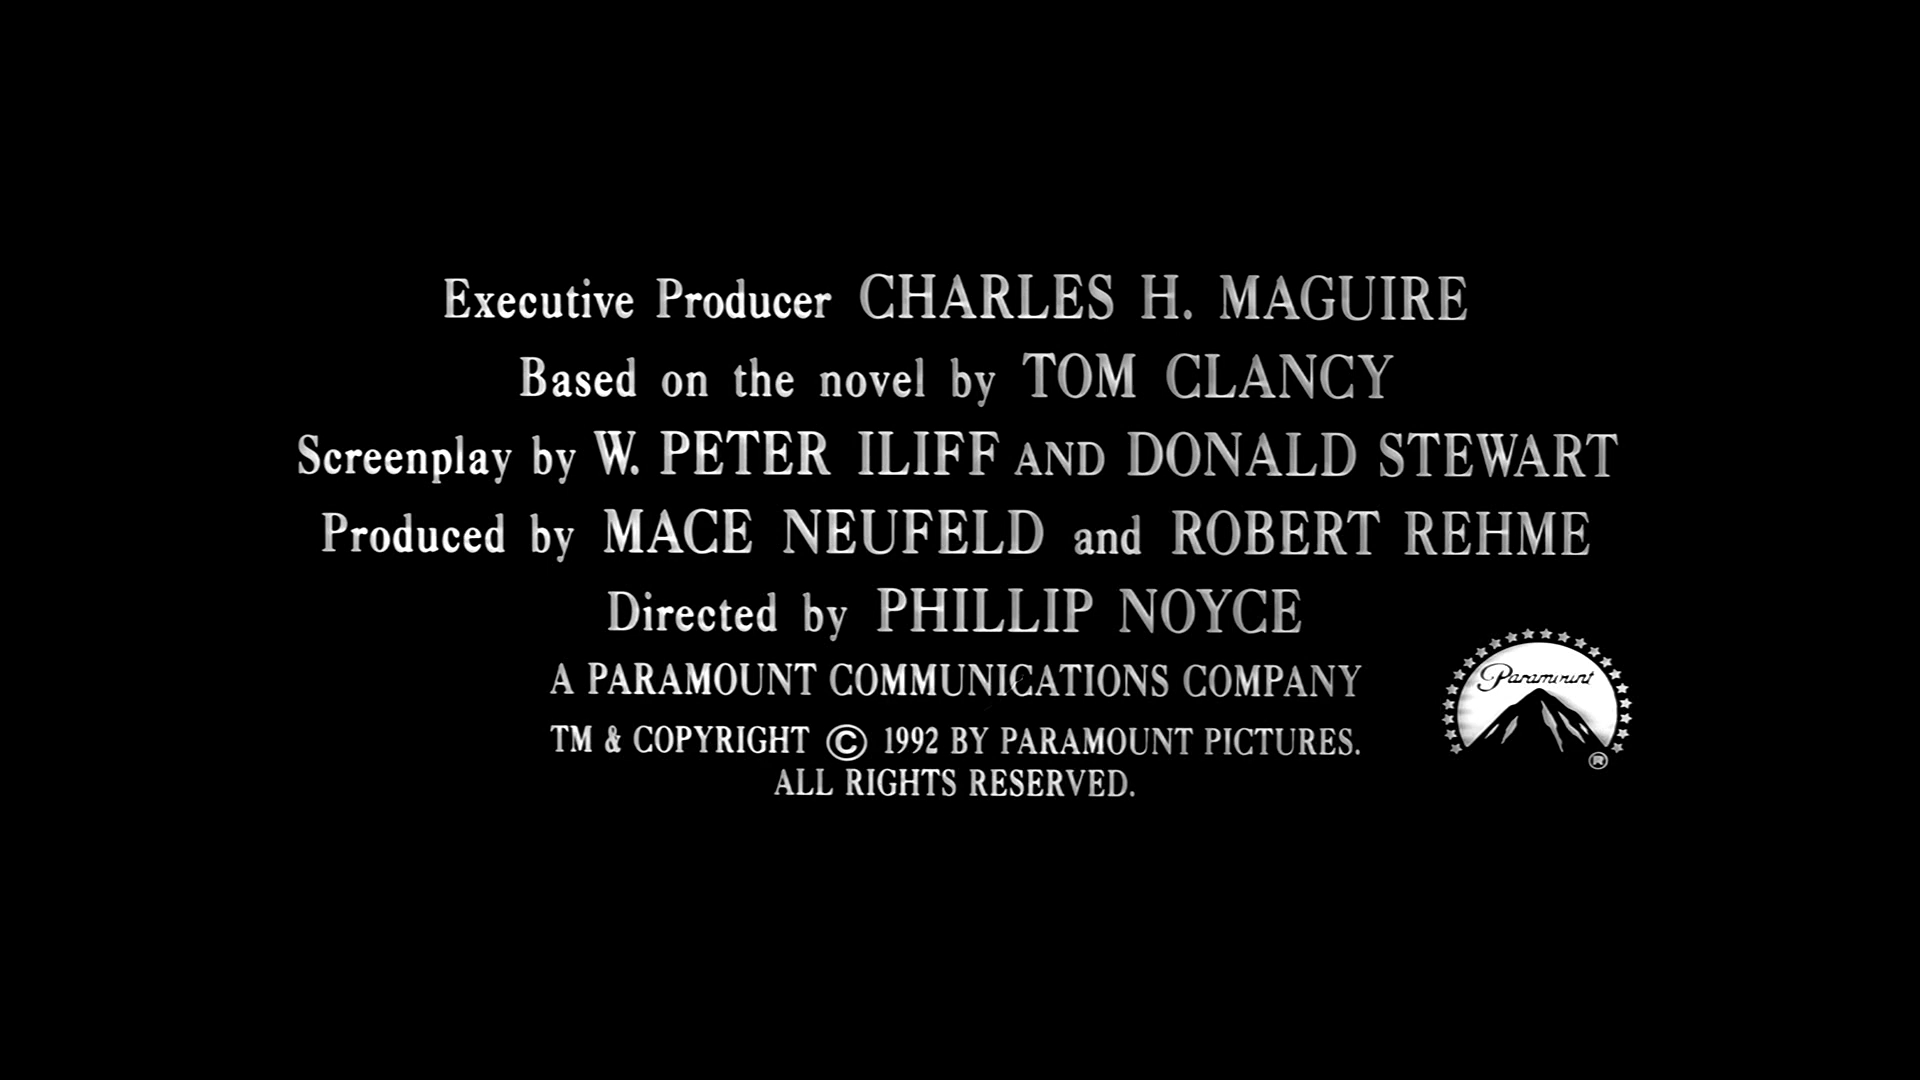 Executive Producer CHARLES H. MAGUIRE
Based on the novel by TOM CLANCY
Screenplay by W. PETER ILIFF AND DONALD STEWART
Produced by MACE NEUFELD and ROBERT REHME
Directed by PHILLIP NOYCE
A PARAMOUNT COMMUNICATIONS COMPANY
Paramount
®
TM & COPYRIGHT © 1992 BY PARAMOUNT PICTURES.
ALL RIGHTS RESERVED.